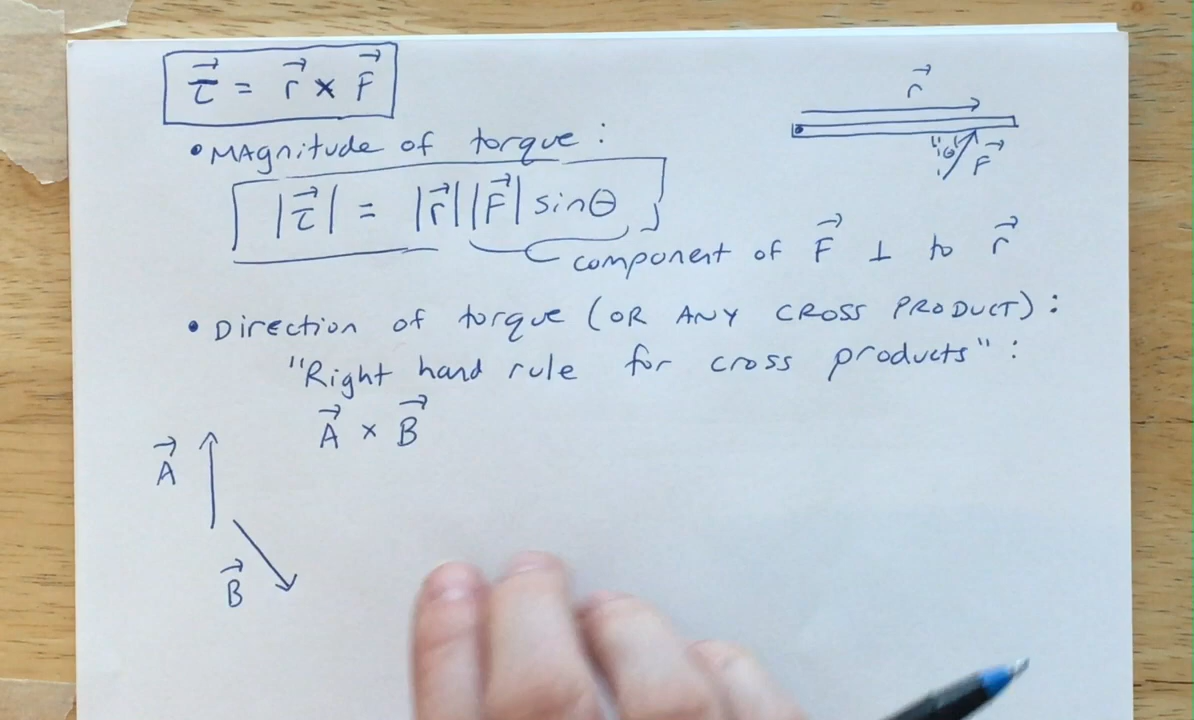 τ⃗ = r⃗ × F⃗
• MAgnitude of torque:
|τ⃗| = |r⃗||F⃗| sinθ
component of F⃗ ⊥ to r⃗
r⃗
θ
F⃗
• Direction of torque (OR ANY CROSS PRODUCT):
"Right hand rule for cross products":
A⃗ × B⃗
A⃗
B⃗